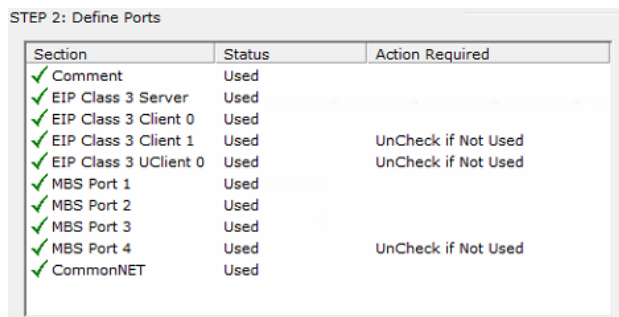 STEP 2: Define Ports
Section Status Action Required
Comment Used
EIP Class 3 Server Used
EIP Class 3 Client 0 Used
EIP Class 3 Client 1 Used UnCheck if Not Used
EIP Class 3 UClient 0 Used UnCheck if Not Used
MBS Port 1 Used
MBS Port 2 Used
MBS Port 3 Used
MBS Port 4 Used UnCheck if Not Used
CommonNET Used